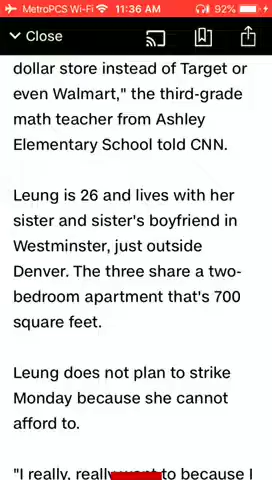 MetroPCS Wi-Fi 11:36 AM 92%
Close
dollar store instead of Target or
even Walmart," the third-grade
math teacher from Ashley
Elementary School told CNN.
Leung is 26 and lives with her
sister and sister's boyfriend in
Westminster, just outside
Denver. The three share a two-
bedroom apartment that's 700
square feet.
Leung does not plan to strike
Monday because she cannot
afford to.
"I really, really want to because I